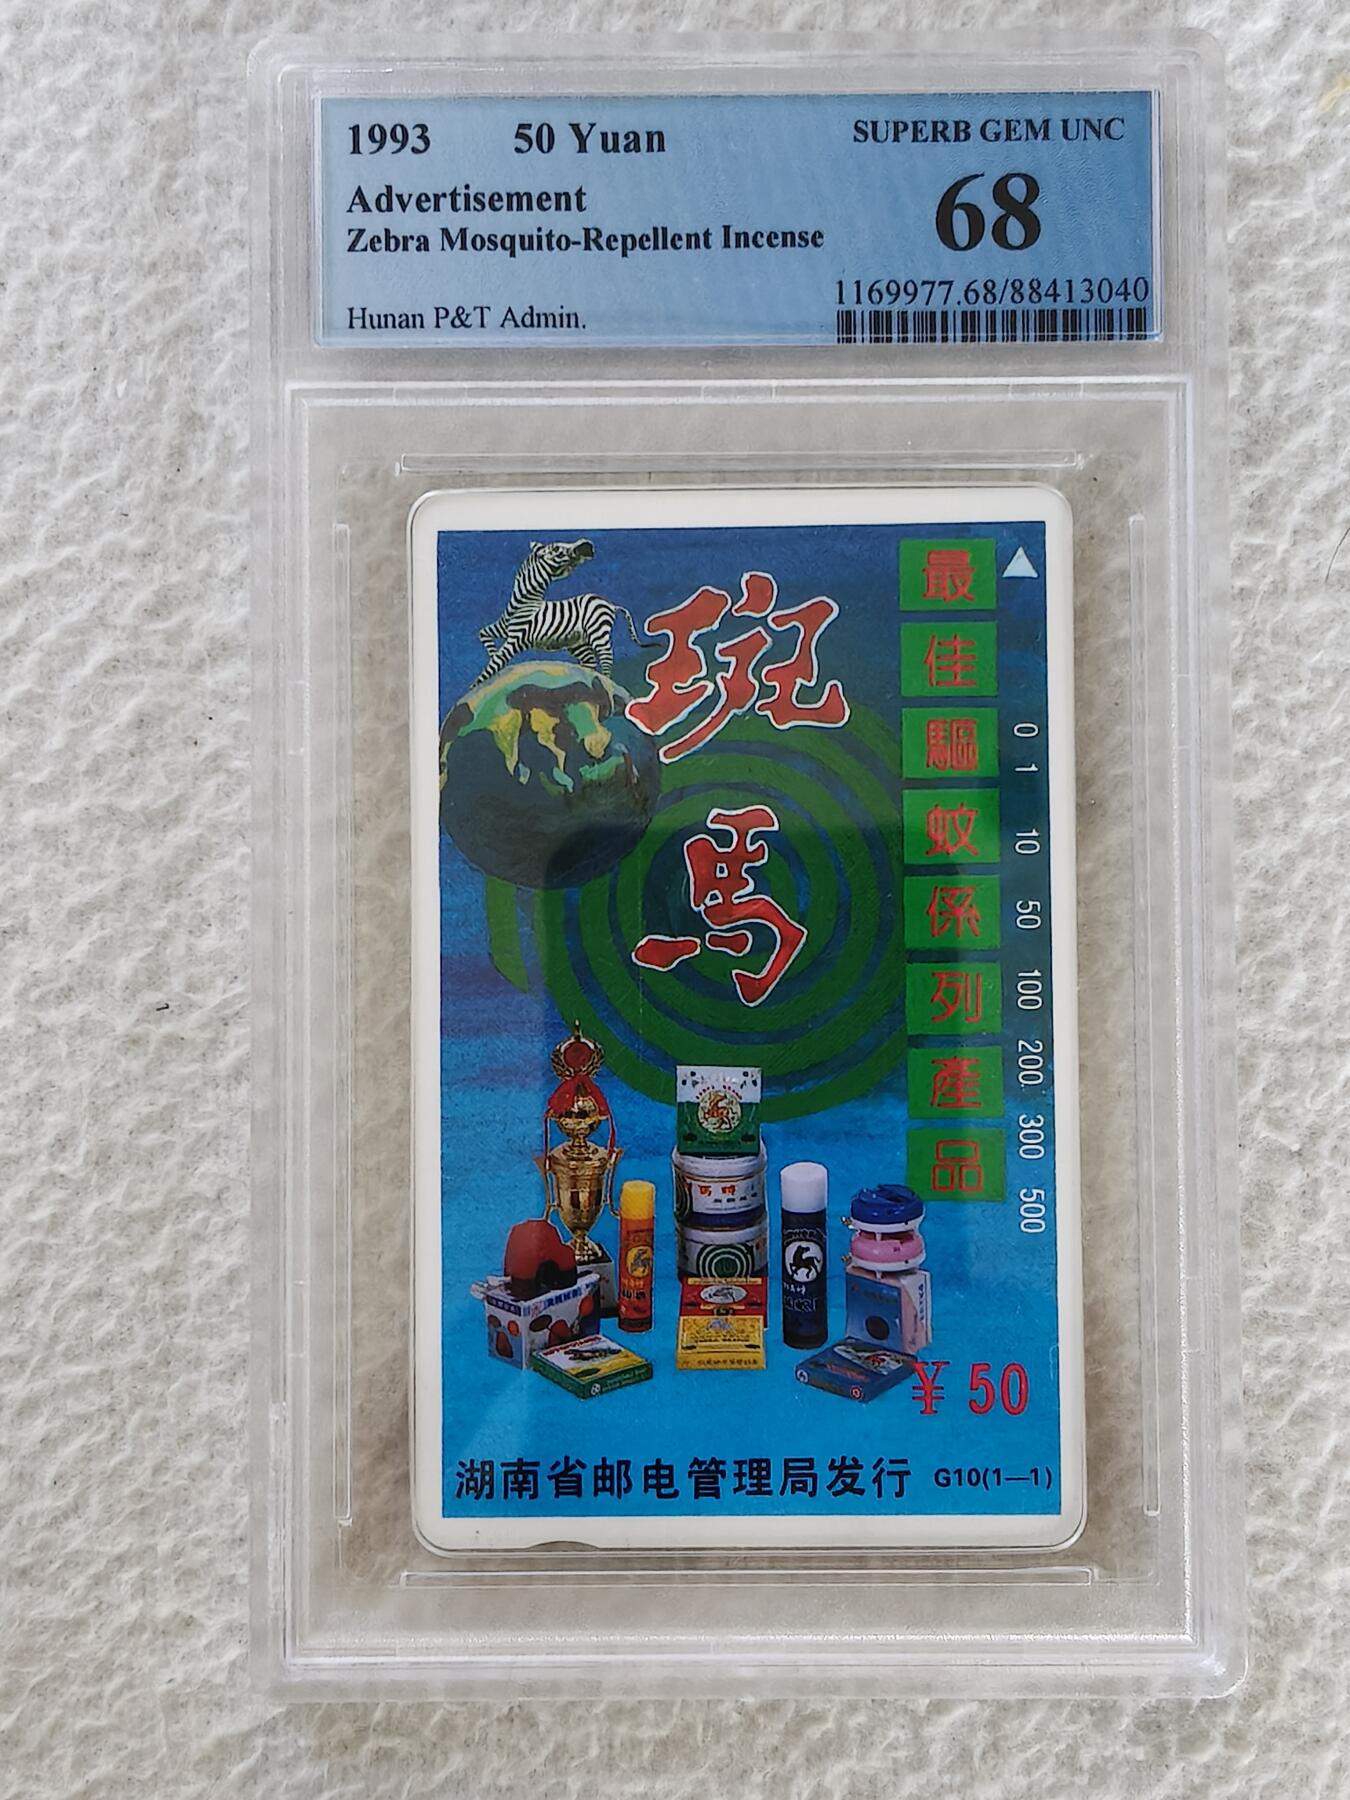 1993 50 Yuan
SUPERB GEM UNC
Advertisement
68
Zebra Mosquito-Repellent Incense
1169977.68/88413040
Hunan P&T Admin.
斑馬
最佳驅蚊係列產品
0 1 10 50 100 200 300 500
¥ 50
湖南省邮电管理局发行 G10(1—1)